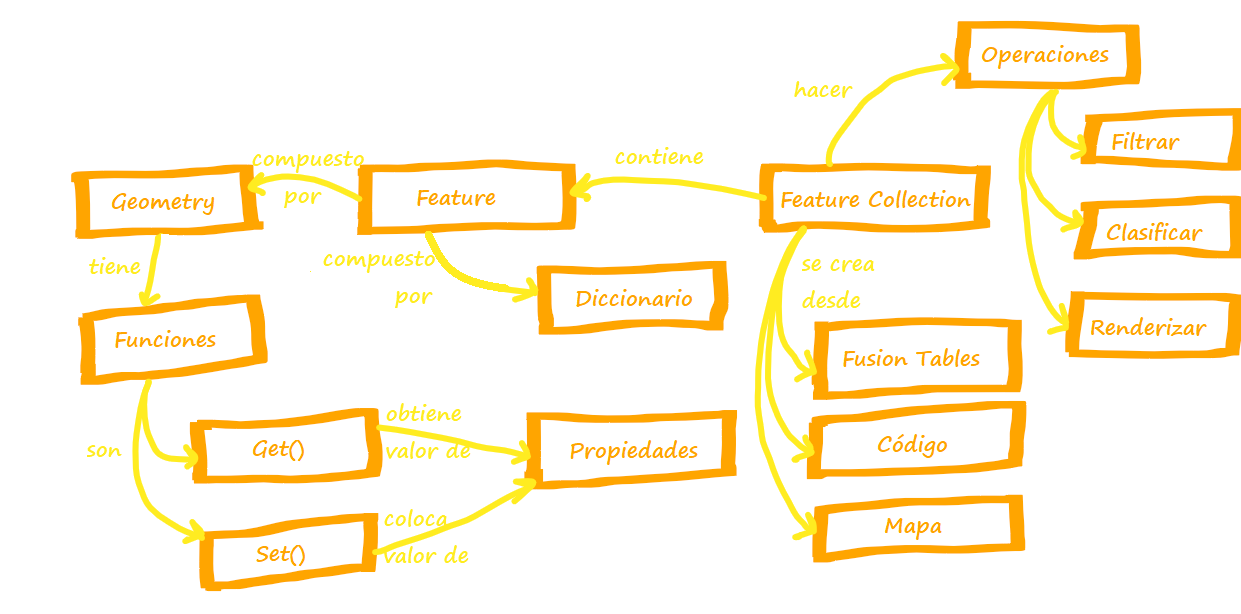 Operaciones
hacer
Filtrar
compuesto
por
contiene
Geometry
Feature
Feature Collection
Clasificar
tiene
compuesto
por
se crea
desde
Diccionario
Renderizar
Funciones
Fusion Tables
son
Get()
obtiene
valor de
Propiedades
Código
Set()
coloca
valor de
Mapa